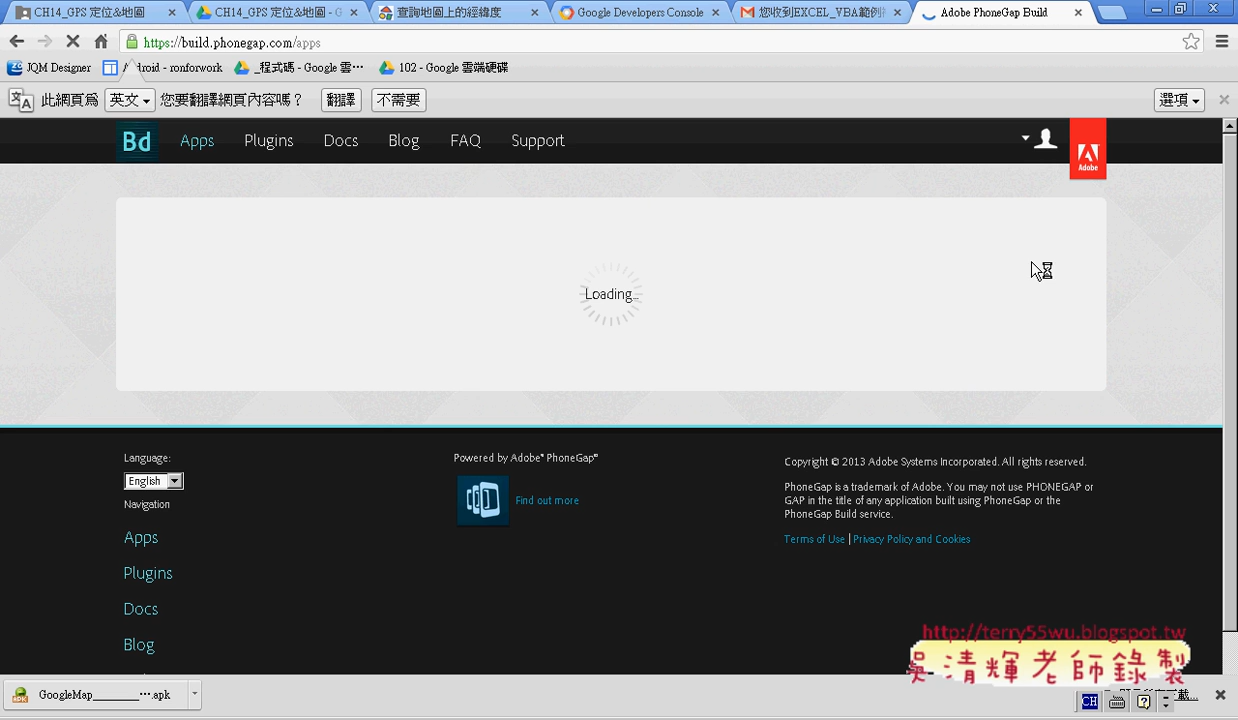 CH14_GPS 定位&地圖
CH14_GPS 定位&地圖 - G
查詢地圖上的經緯度
Google Developers Console
您收到EXCEL_VBA範例
Adobe PhoneGap Build
https://build.phonegap.com/apps
JQM Designer
droid - ronforwork
_程式碼 - Google 雲…
102 - Google 雲端硬碟
此網頁為 英文 您要翻譯網頁內容嗎？ 翻譯 不需要 選項
Bd Apps Plugins Docs Blog FAQ Support
Adobe
Loading...
Language:
English
Navigation
Apps
Plugins
Docs
Blog
Powered by Adobe® PhoneGap®
Find out more
Copyright © 2013 Adobe Systems Incorporated. All rights reserved.
PhoneGap is a trademark of Adobe. You may not use PHONEGAP or
GAP in the title of any application built using PhoneGap or the
PhoneGap Build service.
Terms of Use | Privacy Policy and Cookies
http://terry55wu.blogspot.tw
吳清輝老師錄製
GoogleMap________….apk
CH